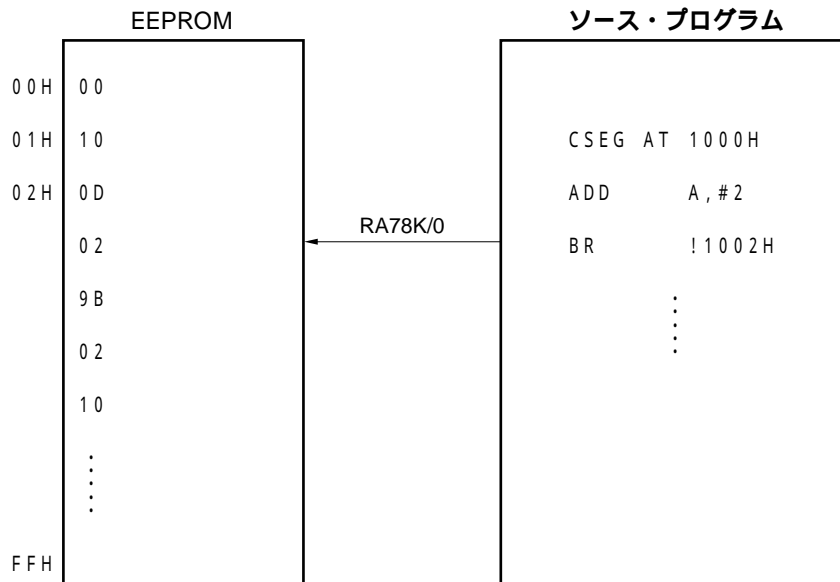 EEPROM
00H 00
01H 10
02H 0D
02
9B
02
10
FFH
RA78K/0
ソース・プログラム
CSEG AT 1000H
ADD A,#2
BR !1002H